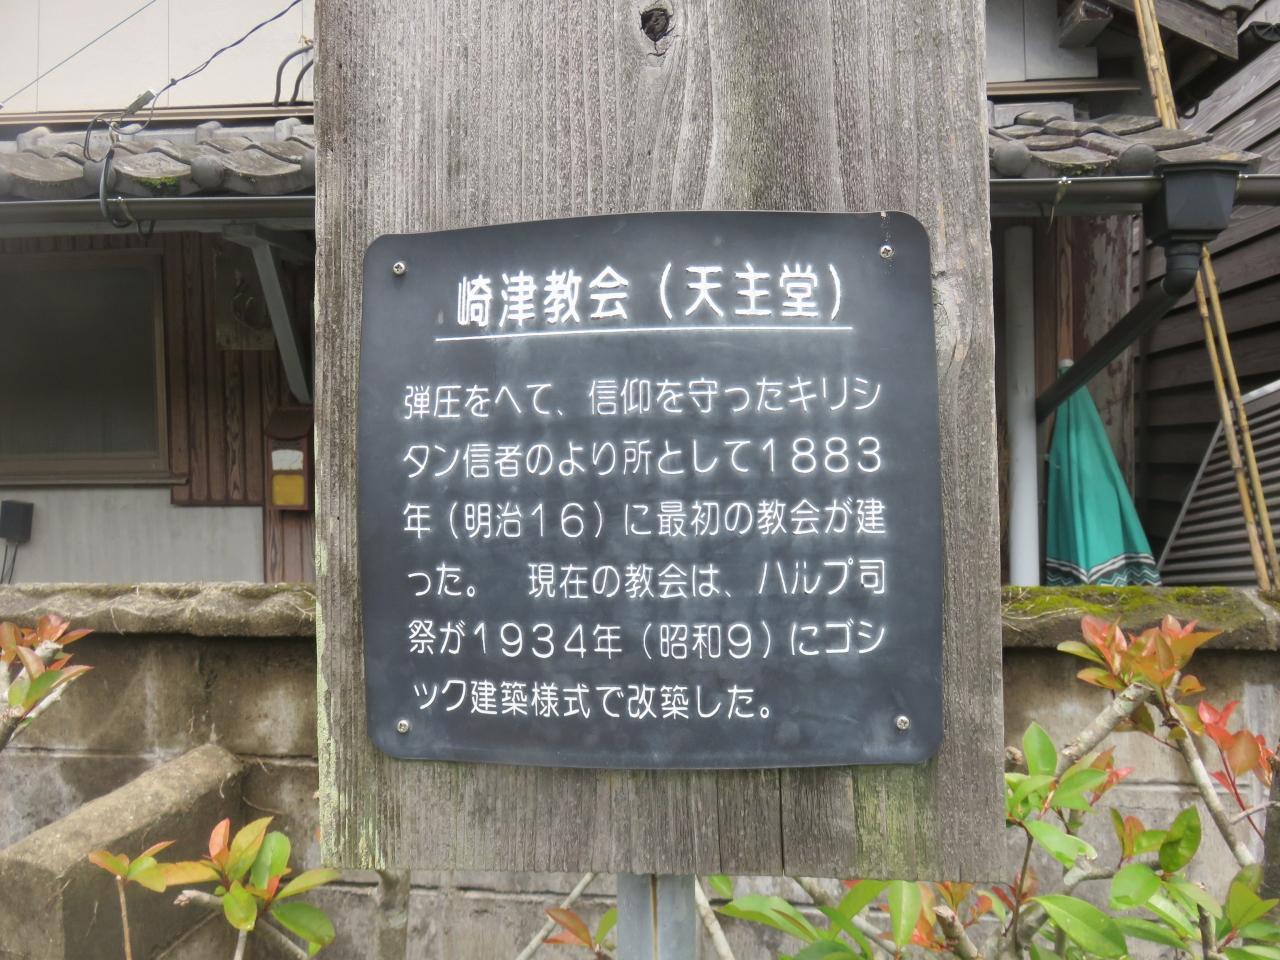 崎津教会(天主堂)
弾圧をへて、信仰を守ったキリシ
タン信者のより所として1883
年(明治16)に最初の教会が建
った。 現在の教会は、ハルプ司
祭が1934年(昭和9)にゴシ
ック建築様式で改築した。